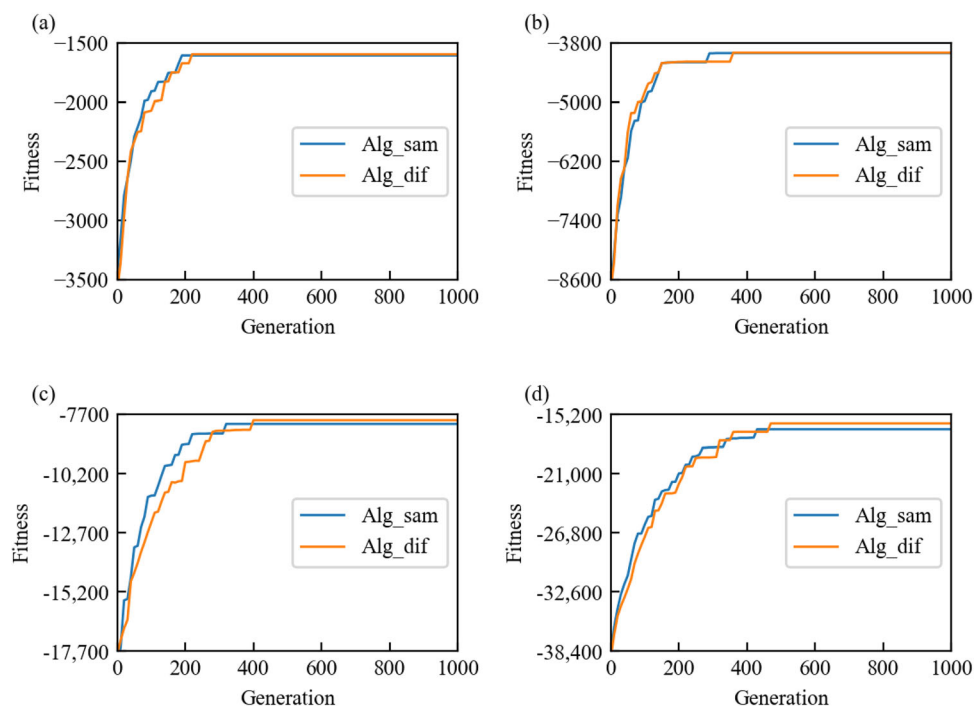 (a)
−1500
−2000
−2500
−3000
−3500
Fitness
Alg_sam
Alg_dif
0 200 400 600 800 1000
Generation
(b)
−3800
−5000
−6200
−7400
−8600
Fitness
Alg_sam
Alg_dif
0 200 400 600 800 1000
Generation
(c)
-7700
-10,200
-12,700
-15,200
-17,700
Fitness
Alg_sam
Alg_dif
0 200 400 600 800 1000
Generation
(d)
-15,200
-21,000
-26,800
-32,600
-38,400
Fitness
Alg_sam
Alg_dif
0 200 400 600 800 1000
Generation